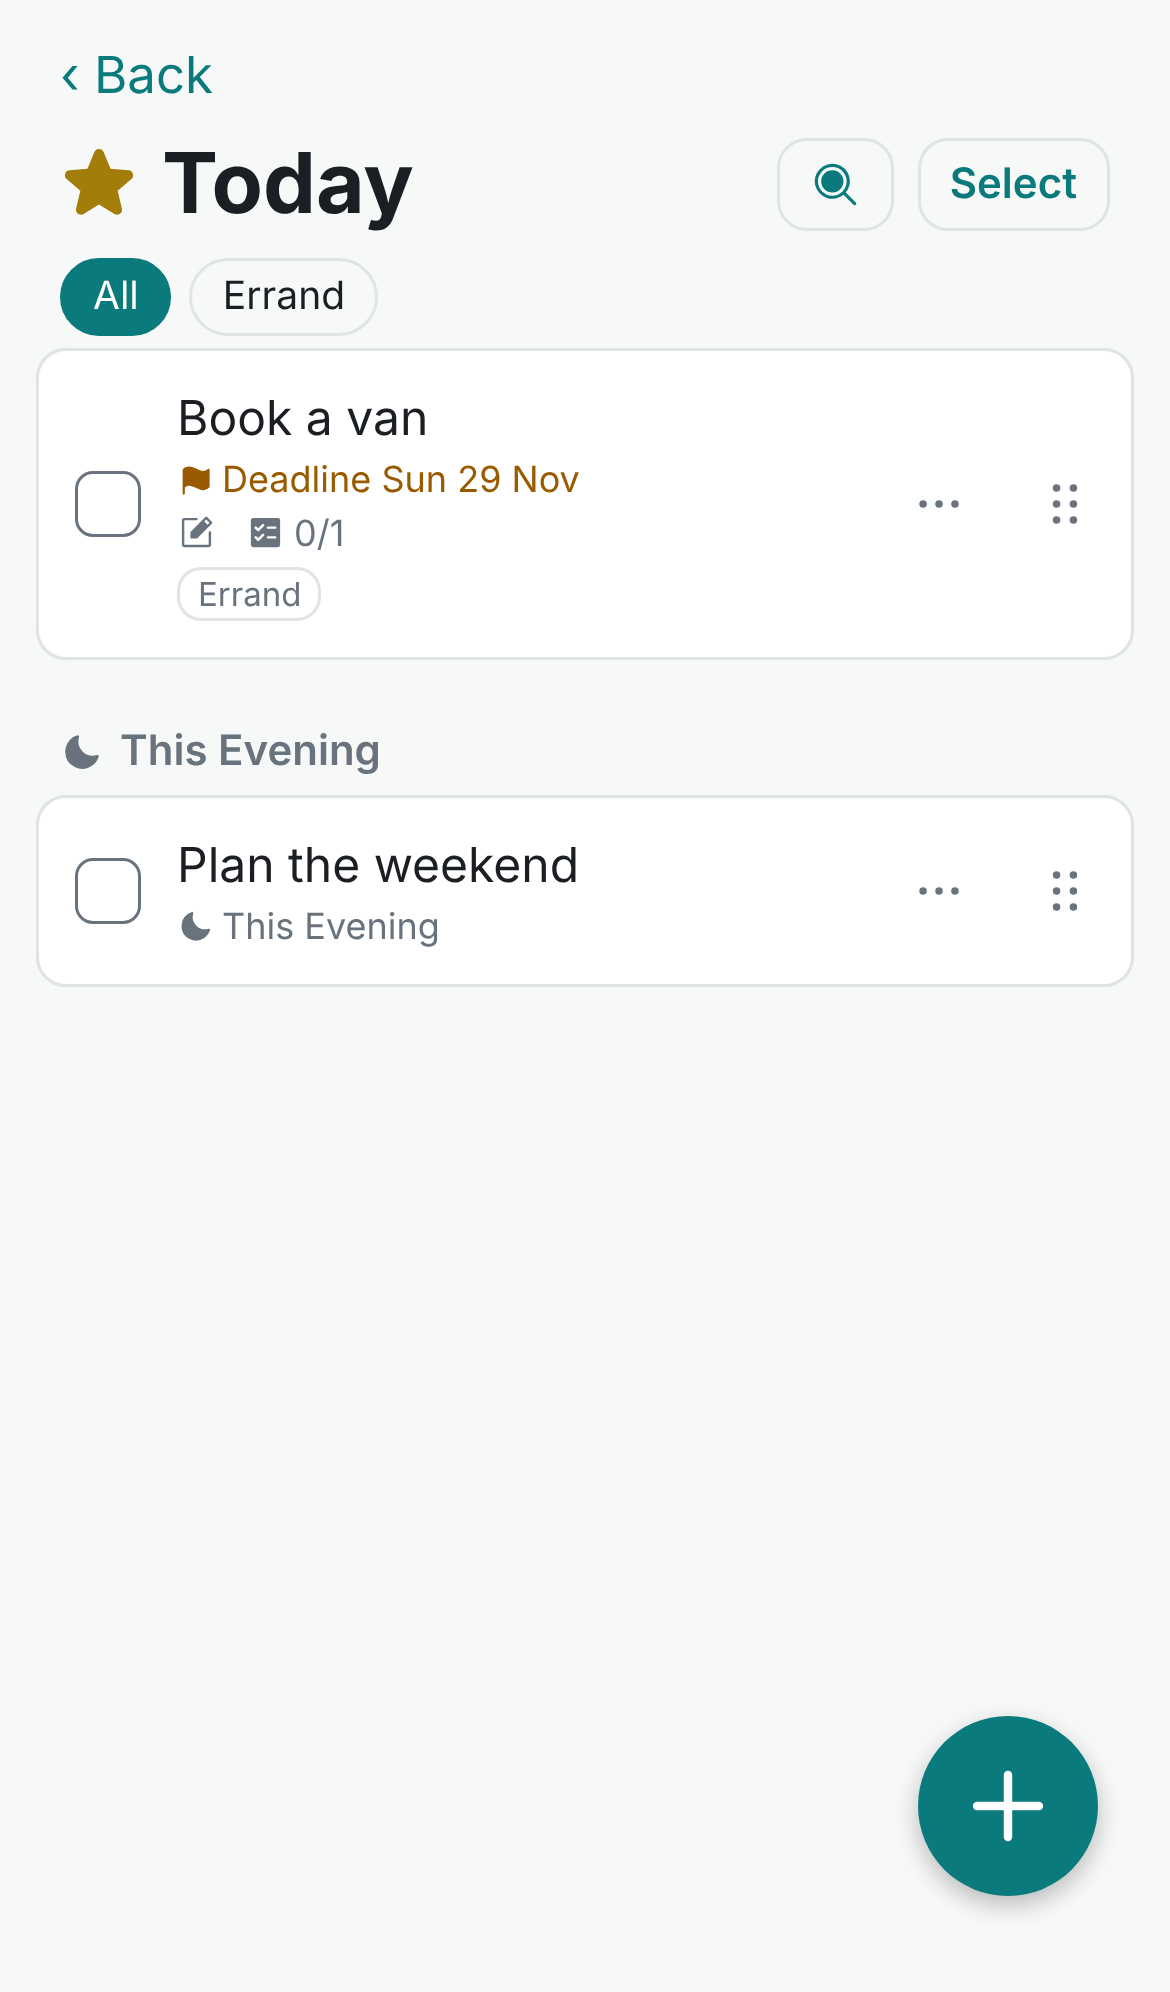 ‹ Back
Today
Select
All
Errand
Book a van
Deadline Sun 29 Nov
0/1
Errand
This Evening
Plan the weekend
This Evening